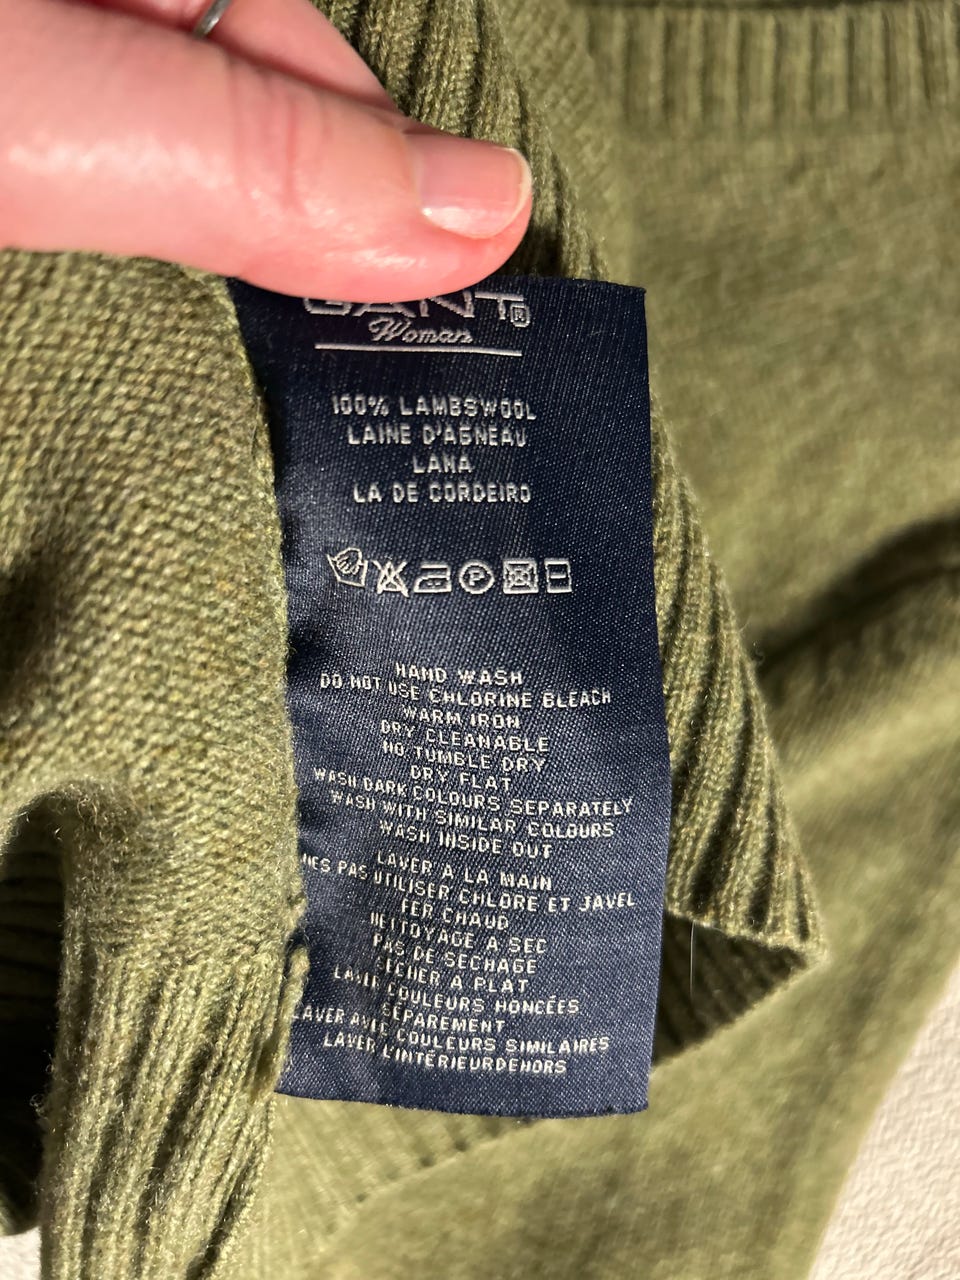 GANT®
Woman
100% LAMBSWOOL
LAINE D'AGNEAU
LANA
LA DE CORDEIRO
P
HAND WASH
DO NOT USE CHLORINE BLEACH
WARM IRON
DRY CLEANABLE
NO TUMBLE DRY
DRY FLAT
WASH DARK COLOURS SEPARATELY
WASH WITH SIMILAR COLOURS
WASH INSIDE OUT
LAVER A LA MAIN
NES PAS UTILISER CHLORE ET JAVEL
FER CHAUD
NETTOYAGE A SEC
PAS DE SECHAGE
SECHER A PLAT
LAVER COULEURS HONCÉES
SÉPAREMENT
LAVER AVEC COULEURS SIMILAIRES
LAVER L'INTÉRIEURDEHORS